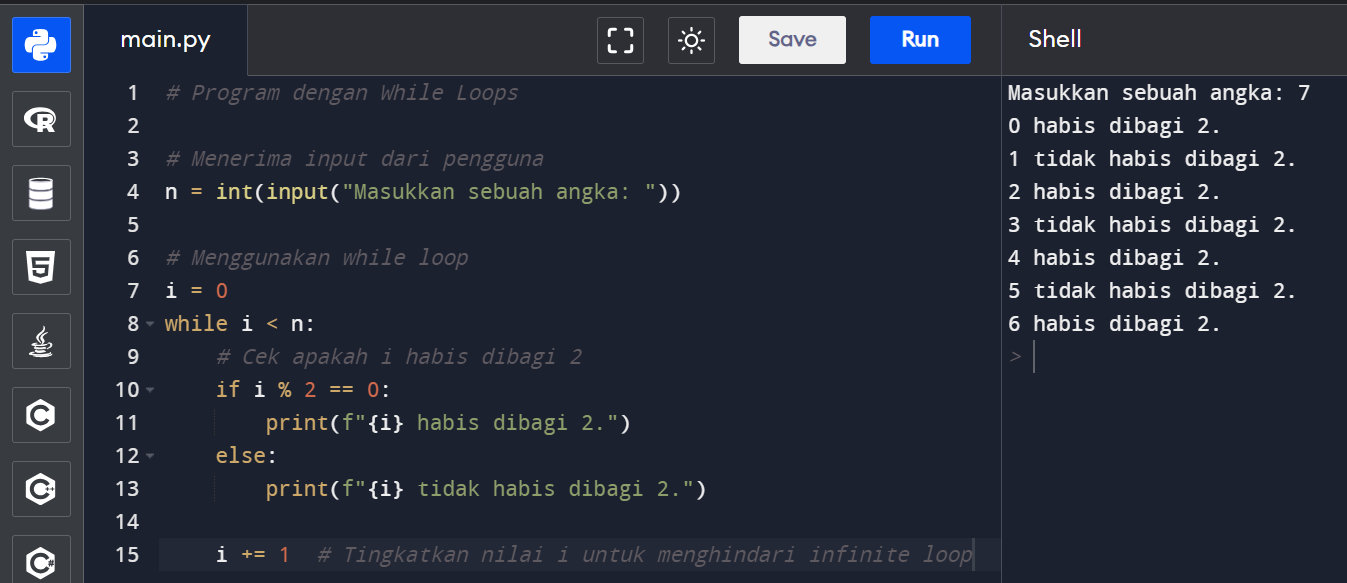 main.py
Save
Run
Shell
1 # Program dengan While Loops
2
3 # Menerima input dari pengguna
4 n = int(input("Masukkan sebuah angka: "))
5
6 # Menggunakan while loop
7 i = 0
8 while i < n:
9     # Cek apakah i habis dibagi 2
10     if i % 2 == 0:
11         print(f"{i} habis dibagi 2.")
12     else:
13         print(f"{i} tidak habis dibagi 2.")
14
15     i += 1  # Tingkatkan nilai i untuk menghindari infinite loop
Masukkan sebuah angka: 7
0 habis dibagi 2.
1 tidak habis dibagi 2.
2 habis dibagi 2.
3 tidak habis dibagi 2.
4 habis dibagi 2.
5 tidak habis dibagi 2.
6 habis dibagi 2.
>